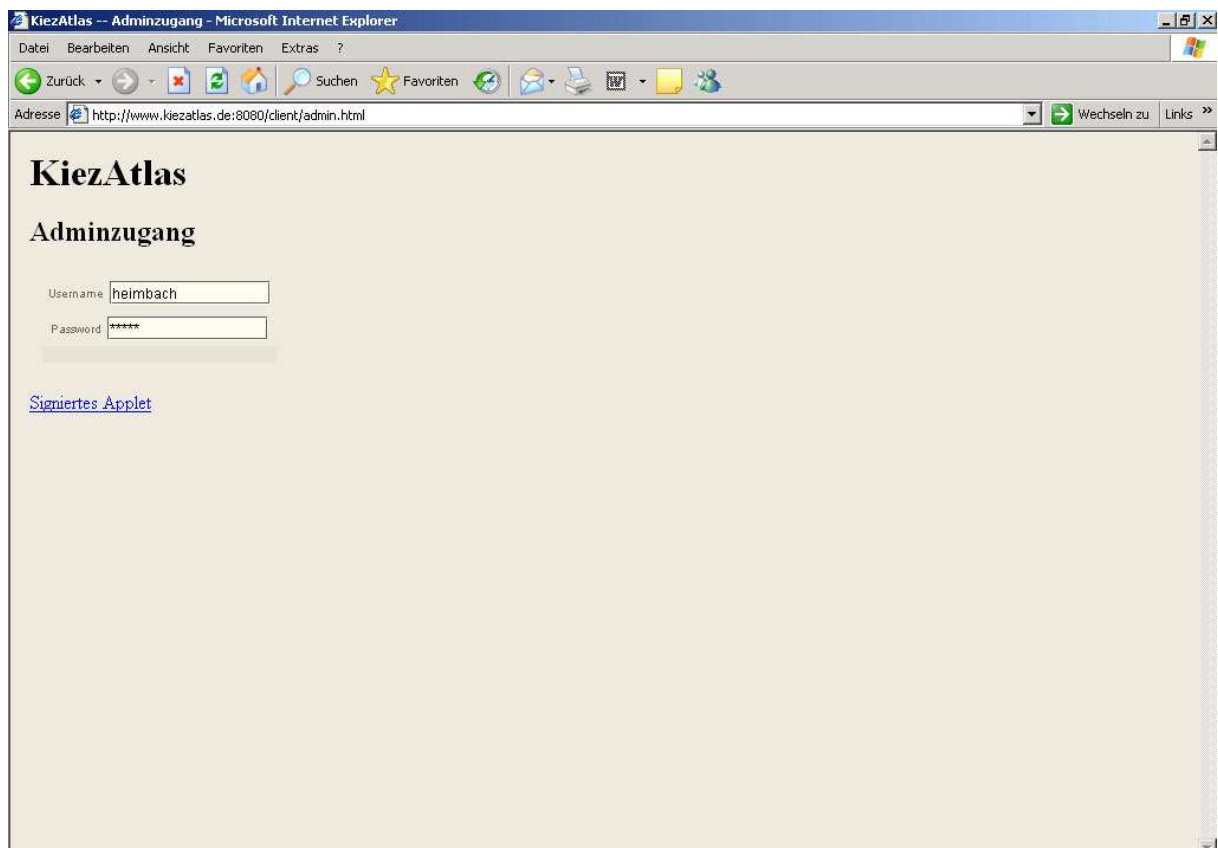 KiezAtlas -- Adminzugang - Microsoft Internet Explorer
Datei Bearbeiten Ansicht Favoriten Extras ?
Zurück Suchen Favoriten
Adresse http://www.kiezatlas.de:8080/client/admin.html Wechseln zu Links »
KiezAtlas
Adminzugang
Username heimbach
Password *****
Signiertes Applet